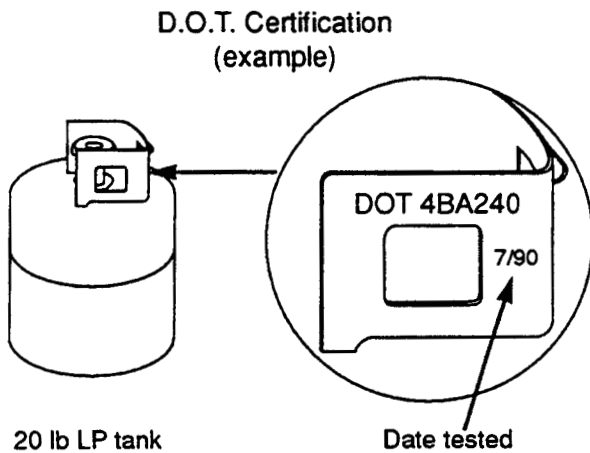 D.O.T. Certification
(example)
DOT 4BA240
7/90
20 lb LP tank
Date tested